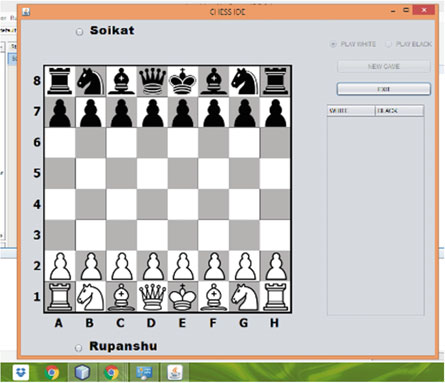 CHESS IDE
Soikat
PLAY WHITE PLAY BLACK
NEW GAME
EXIT
WHITE BLACK
8
7
6
5
4
3
2
1
A B C D E F G H
Rupanshu